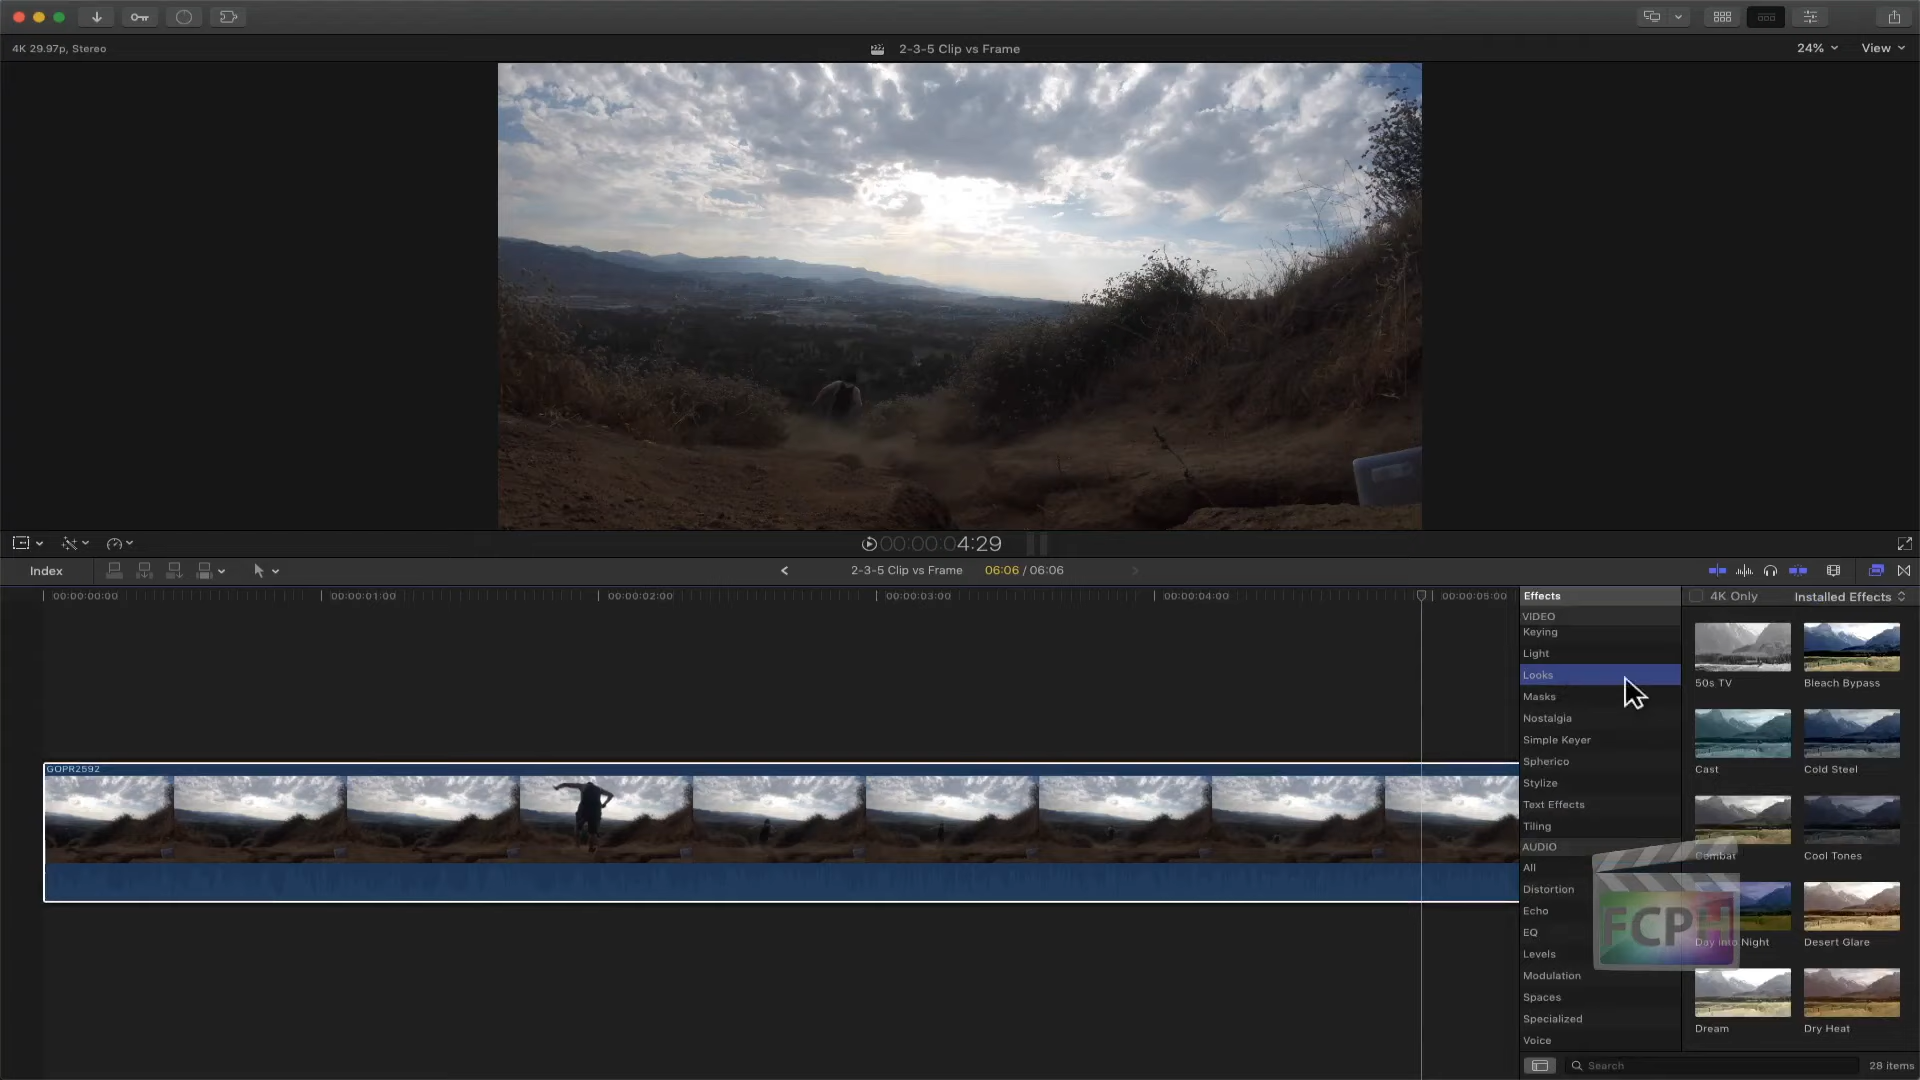 4K 29.97p, Stereo
2-3-5 Clip vs Frame
24%
View
00:00:04:29
Index
2-3-5 Clip vs Frame
06:06 / 06:06
00:00:00:00
00:00:01:00
00:00:02:00
00:00:03:00
00:00:04:00
00:00:05:00
GOPR2592
Effects
VIDEO
Keying
Light
Looks
Masks
Nostalgia
Simple Keyer
Spherico
Stylize
Text Effects
Tiling
AUDIO
All
Distortion
Echo
EQ
Levels
Modulation
Spaces
Specialized
Voice
4K Only
Installed Effects
50s TV
Bleach Bypass
Cast
Cold Steel
Combat
Cool Tones
Day into Night
Desert Glare
Dream
Dry Heat
FCPH
Search
28 items